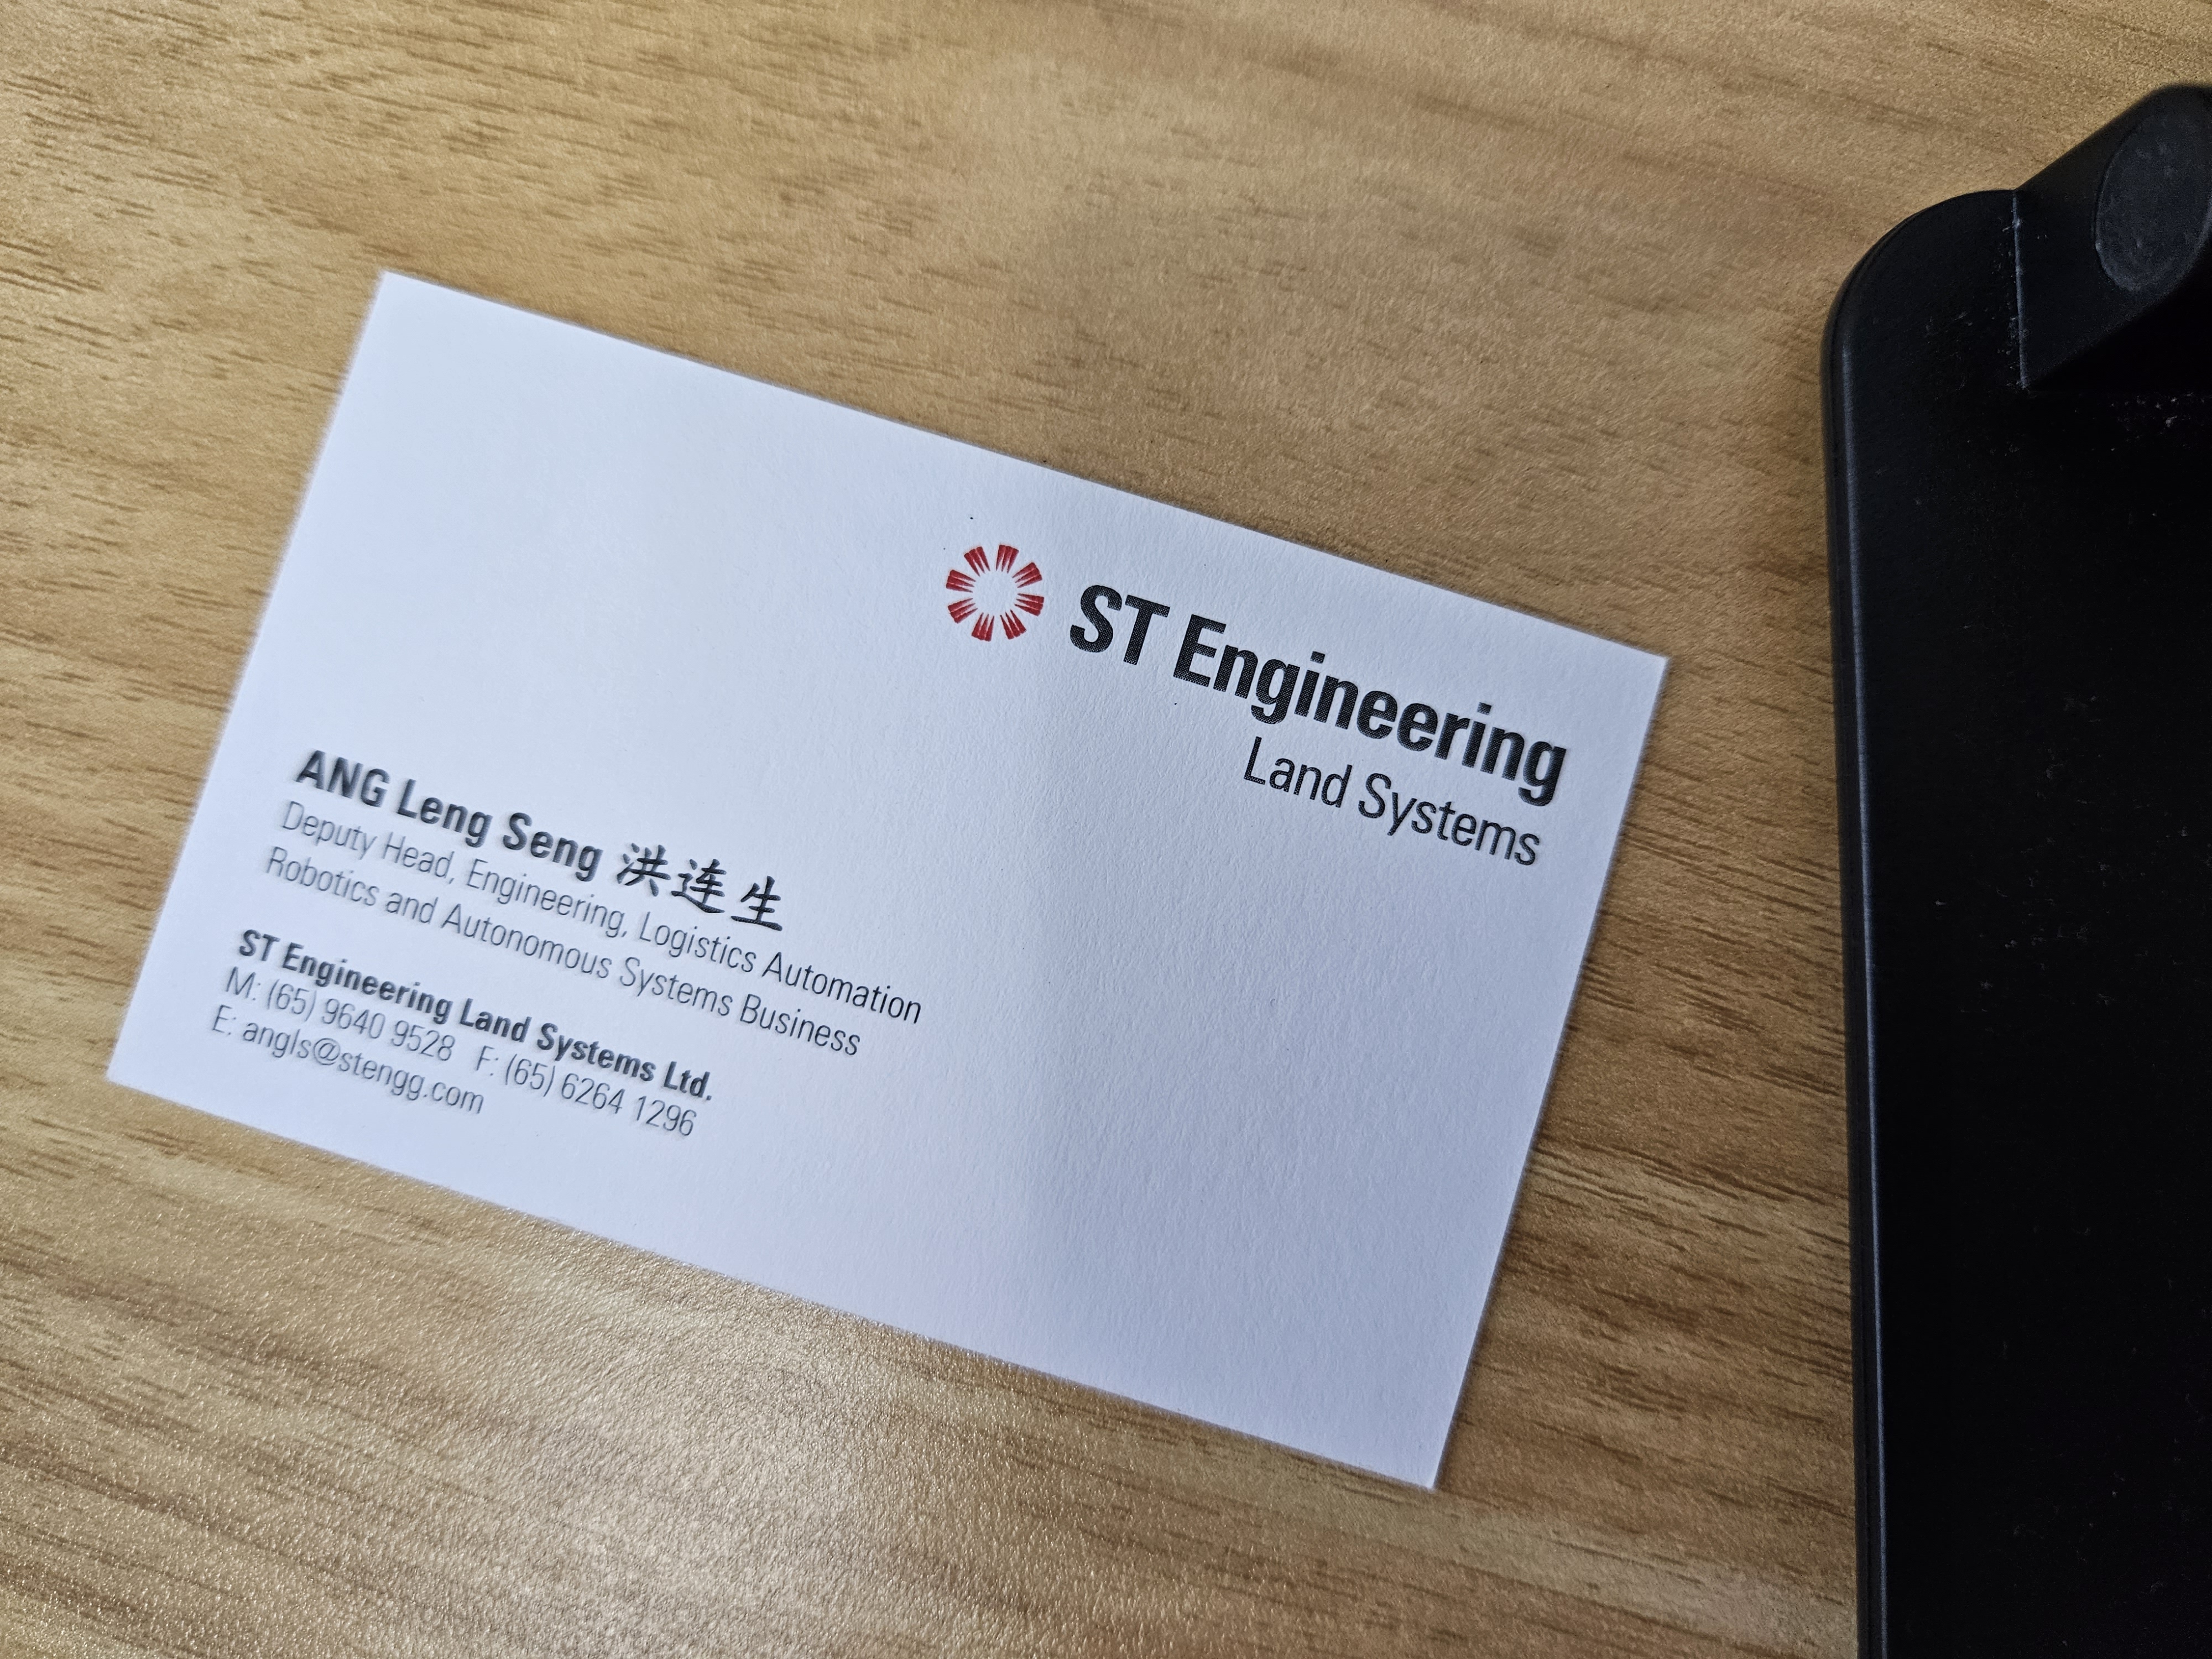 ST Engineering
Land Systems
ANG Leng Seng 洪连生
Deputy Head, Engineering, Logistics Automation
Robotics and Autonomous Systems Business
ST Engineering Land Systems Ltd.
M: (65) 9640 9528 F: (65) 6264 1296
E: angls@stengg.com